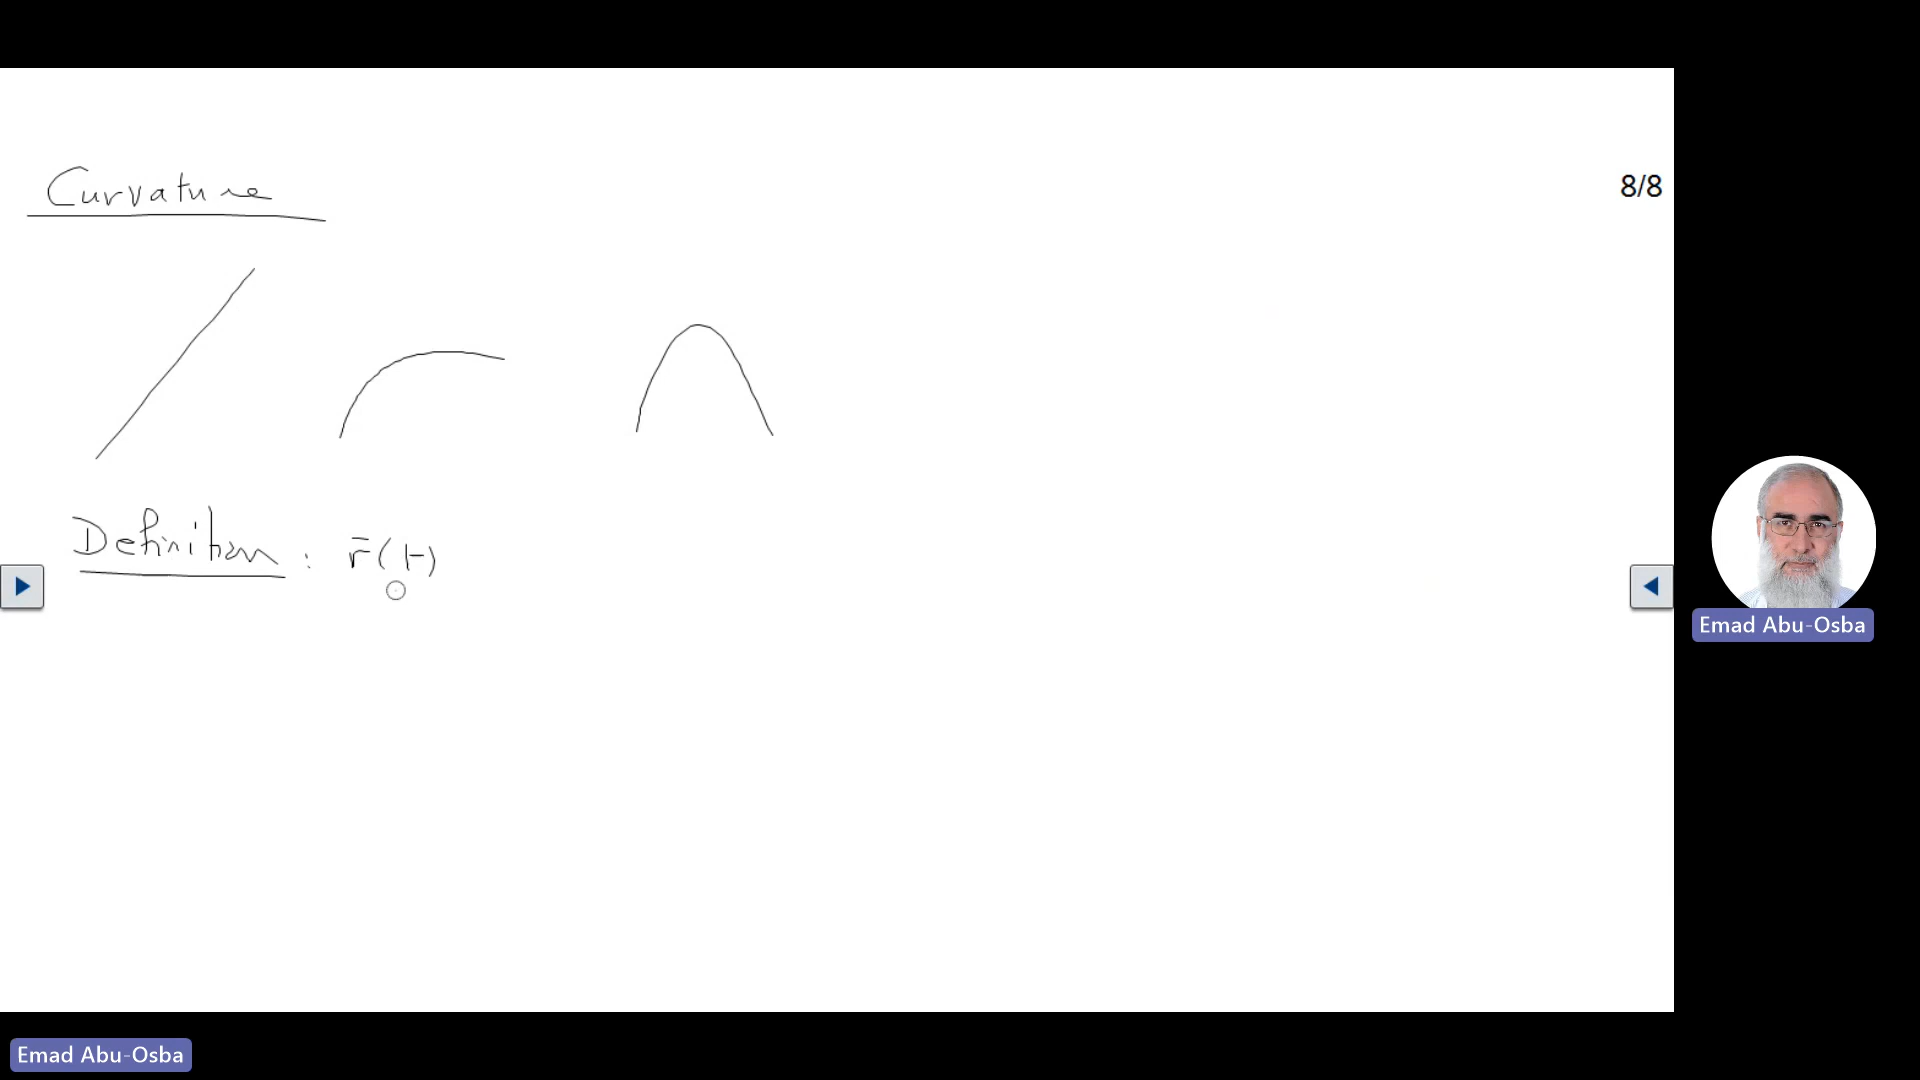 Curvature
8/8
Definition : r̄(t)
Emad Abu-Osba
Emad Abu-Osba